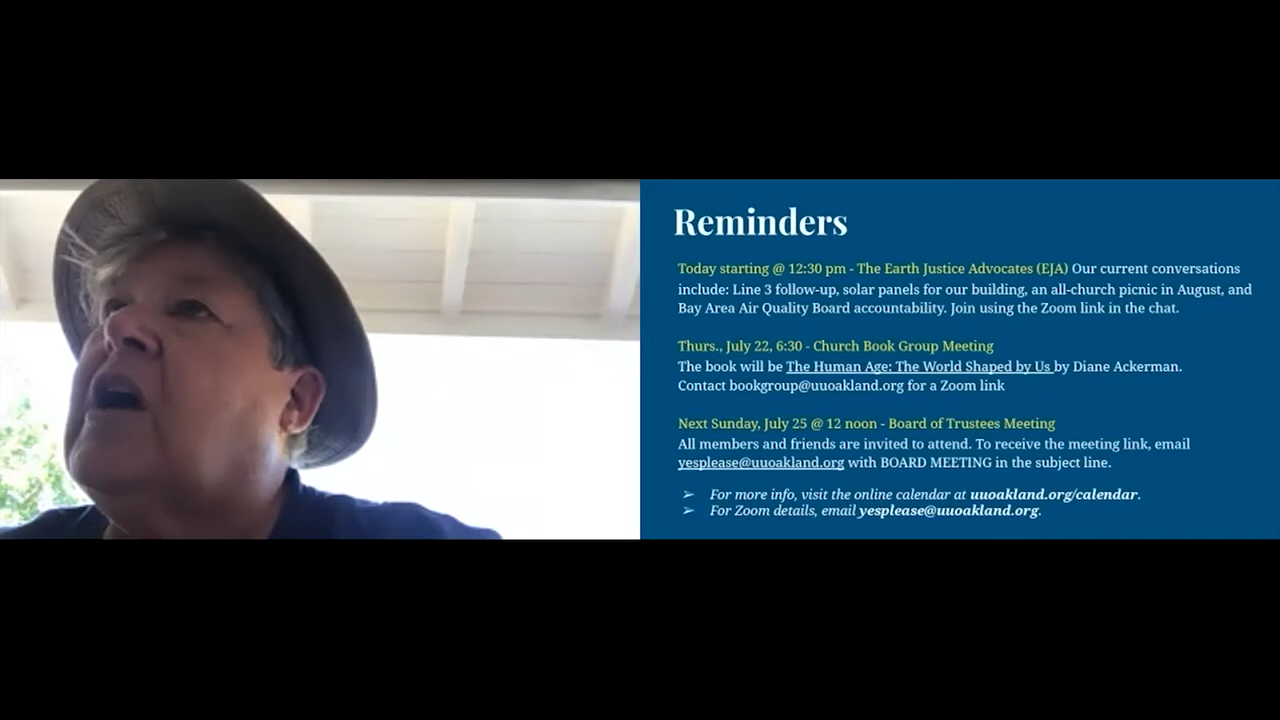 Reminders
Today starting @ 12:30 pm - The Earth Justice Advocates (EJA) Our current conversations
include: Line 3 follow-up, solar panels for our building, an all-church picnic in August, and
Bay Area Air Quality Board accountability. Join using the Zoom link in the chat.
Thurs., July 22, 6:30 - Church Book Group Meeting
The book will be The Human Age: The World Shaped by Us by Diane Ackerman.
Contact bookgroup@uuoakland.org for a Zoom link
Next Sunday, July 25 @ 12 noon - Board of Trustees Meeting
All members and friends are invited to attend. To receive the meeting link, email
yesplease@uuoakland.org with BOARD MEETING in the subject line.
➢ For more info, visit the online calendar at uuoakland.org/calendar.
➢ For Zoom details, email yesplease@uuoakland.org.